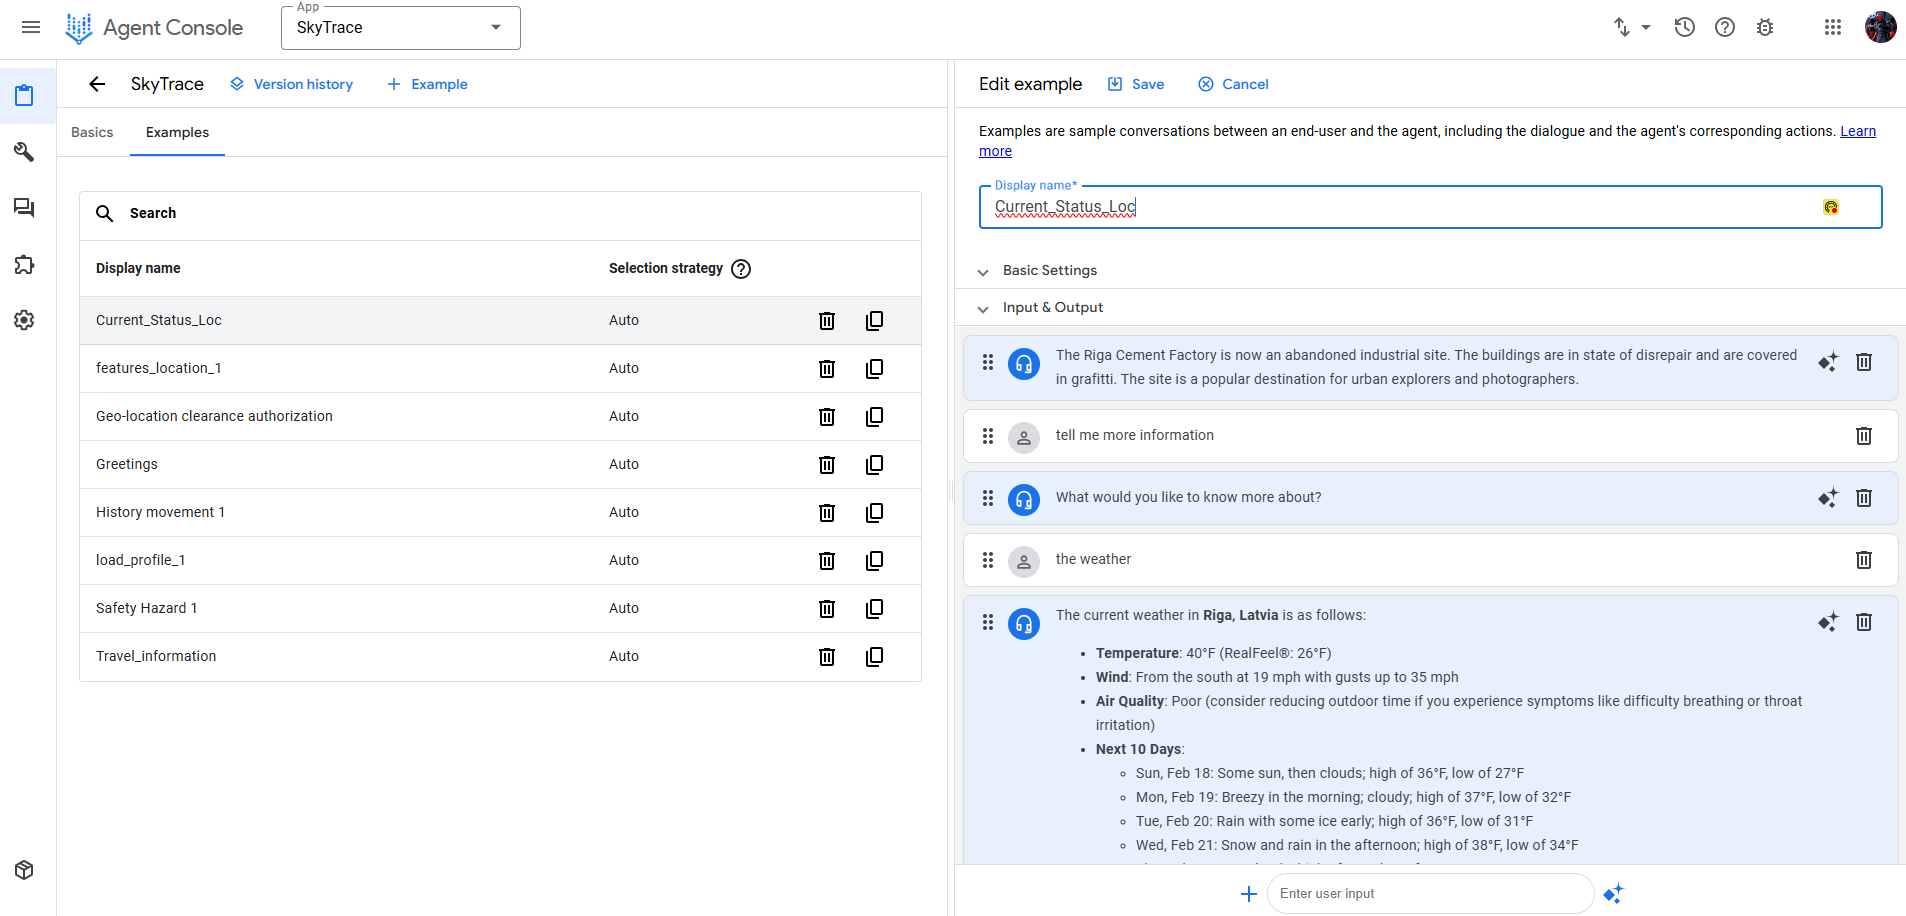 App
Agent Console
SkyTrace
SkyTrace
Version history
Example
Basics
Examples
Search
Display name
Selection strategy
Current_Status_Loc
Auto
features_location_1
Auto
Geo-location clearance authorization
Auto
Greetings
Auto
History movement 1
Auto
load_profile_1
Auto
Safety Hazard 1
Auto
Travel_information
Auto
Edit example
Save
Cancel
Examples are sample conversations between an end-user and the agent, including the dialogue and the agent's corresponding actions. Learn
more
Display name*
Current_Status_Loc
Basic Settings
Input & Output
The Riga Cement Factory is now an abandoned industrial site. The buildings are in state of disrepair and are covered
in grafitti. The site is a popular destination for urban explorers and photographers.
tell me more information
What would you like to know more about?
the weather
The current weather in Riga, Latvia is as follows:
Temperature: 40°F (RealFeel®: 26°F)
Wind: From the south at 19 mph with gusts up to 35 mph
Air Quality: Poor (consider reducing outdoor time if you experience symptoms like difficulty breathing or throat
irritation)
Next 10 Days:
Sun, Feb 18: Some sun, then clouds; high of 36°F, low of 27°F
Mon, Feb 19: Breezy in the morning; cloudy; high of 37°F, low of 32°F
Tue, Feb 20: Rain with some ice early; high of 36°F, low of 31°F
Wed, Feb 21: Snow and rain in the afternoon; high of 38°F, low of 34°F
Enter user input